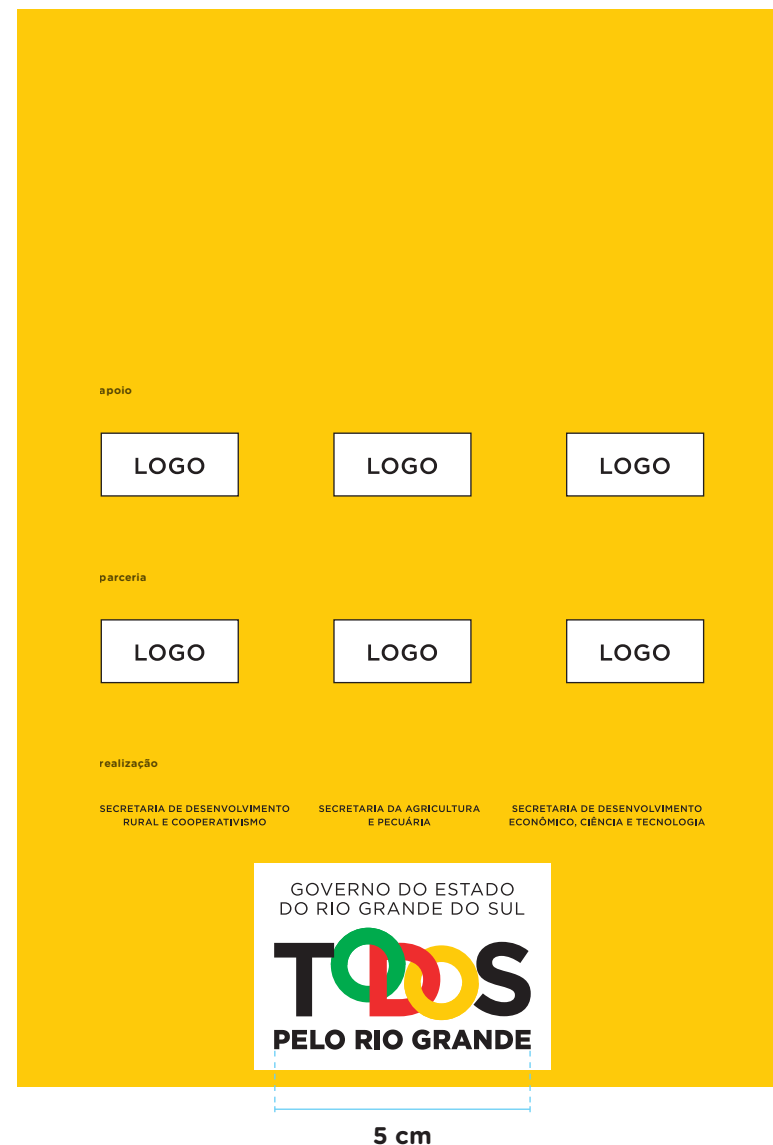 apoio
LOGO LOGO LOGO
parceria
LOGO LOGO LOGO
realização
SECRETARIA DE DESENVOLVIMENTO
RURAL E COOPERATIVISMO
SECRETARIA DA AGRICULTURA
E PECUÁRIA
SECRETARIA DE DESENVOLVIMENTO
ECONÔMICO, CIÊNCIA E TECNOLOGIA
GOVERNO DO ESTADO
DO RIO GRANDE DO SUL
TODOS
PELO RIO GRANDE
5 cm